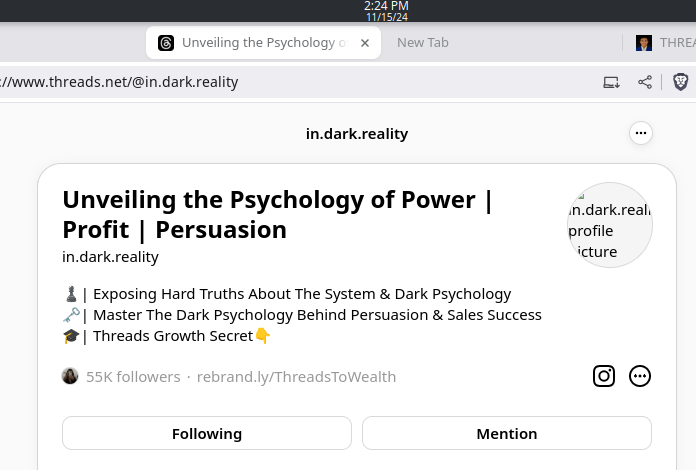 2:24 PM
11/15/24
Unveiling the Psychology o
New Tab
THREA
://www.threads.net/@in.dark.reality
in.dark.reality
Unveiling the Psychology of Power |
Profit | Persuasion
in.dark.reality
in.dark.reali
profile
icture
♟️| Exposing Hard Truths About The System & Dark Psychology
🗝️| Master The Dark Psychology Behind Persuasion & Sales Success
🎓| Threads Growth Secret👇
55K followers · rebrand.ly/ThreadsToWealth
Following
Mention